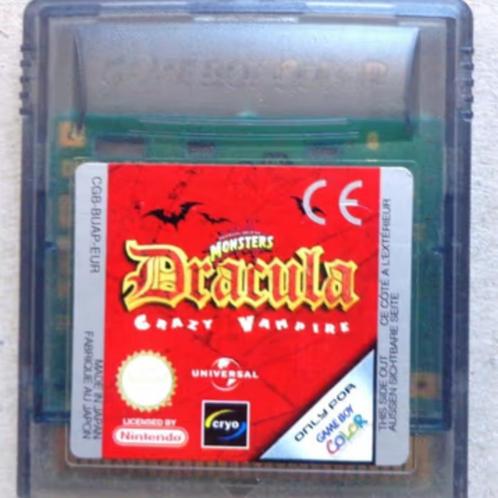 GAME BOY COLOR
CGB-BUAP-EUR
MADE IN JAPAN
FABRIQUÉ AU JAPON
CE
MONSTERS
Dracula
CRAZY VAMPIRE
UNIVERSAL
LICENSED BY
Nintendo
cryo
ONLY FOR
GAME BOY
COLOR
THIS SIDE OUT CE CÔTÉ A L'EXTÉRIEUR
AUSSEN SICHTBARE SEITE